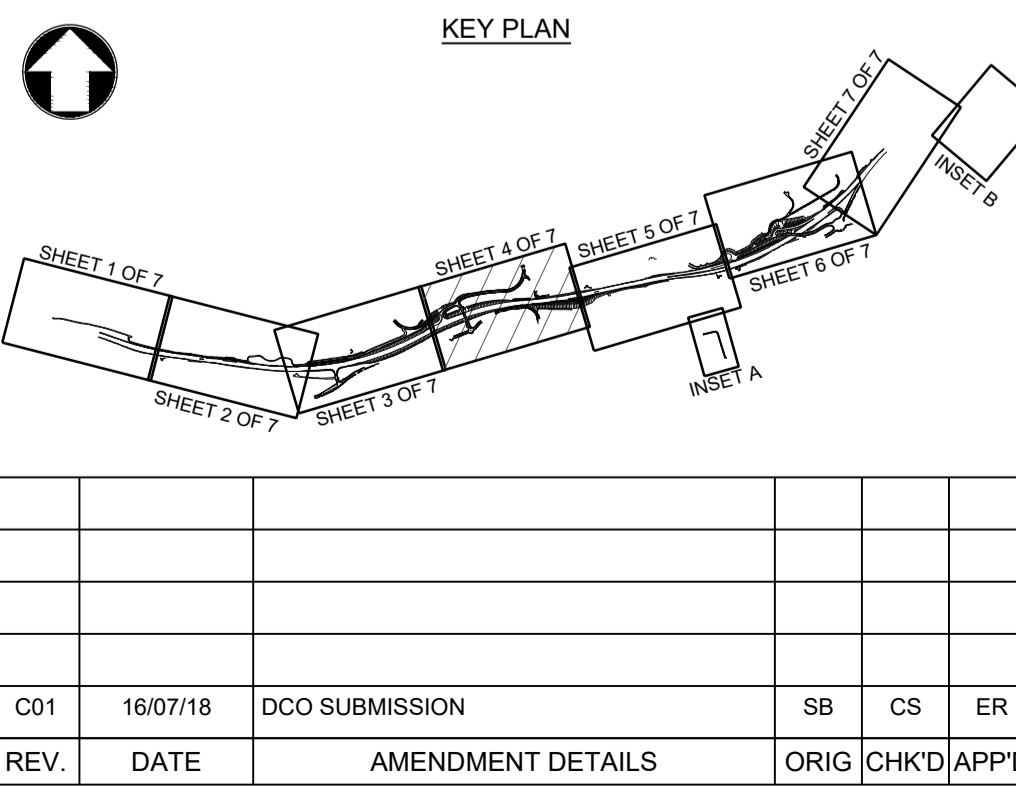 KEY PLAN
SHEET 1 OF 7
SHEET 2 OF 7
SHEET 3 OF 7
SHEET 4 OF 7
SHEET 5 OF 7
SHEET 6 OF 7
SHEET 7 OF 7
INSET A
INSET B
C01 16/07/18 DCO SUBMISSION SB CS ER
REV. DATE AMENDMENT DETAILS ORIG CHK'D APP'D